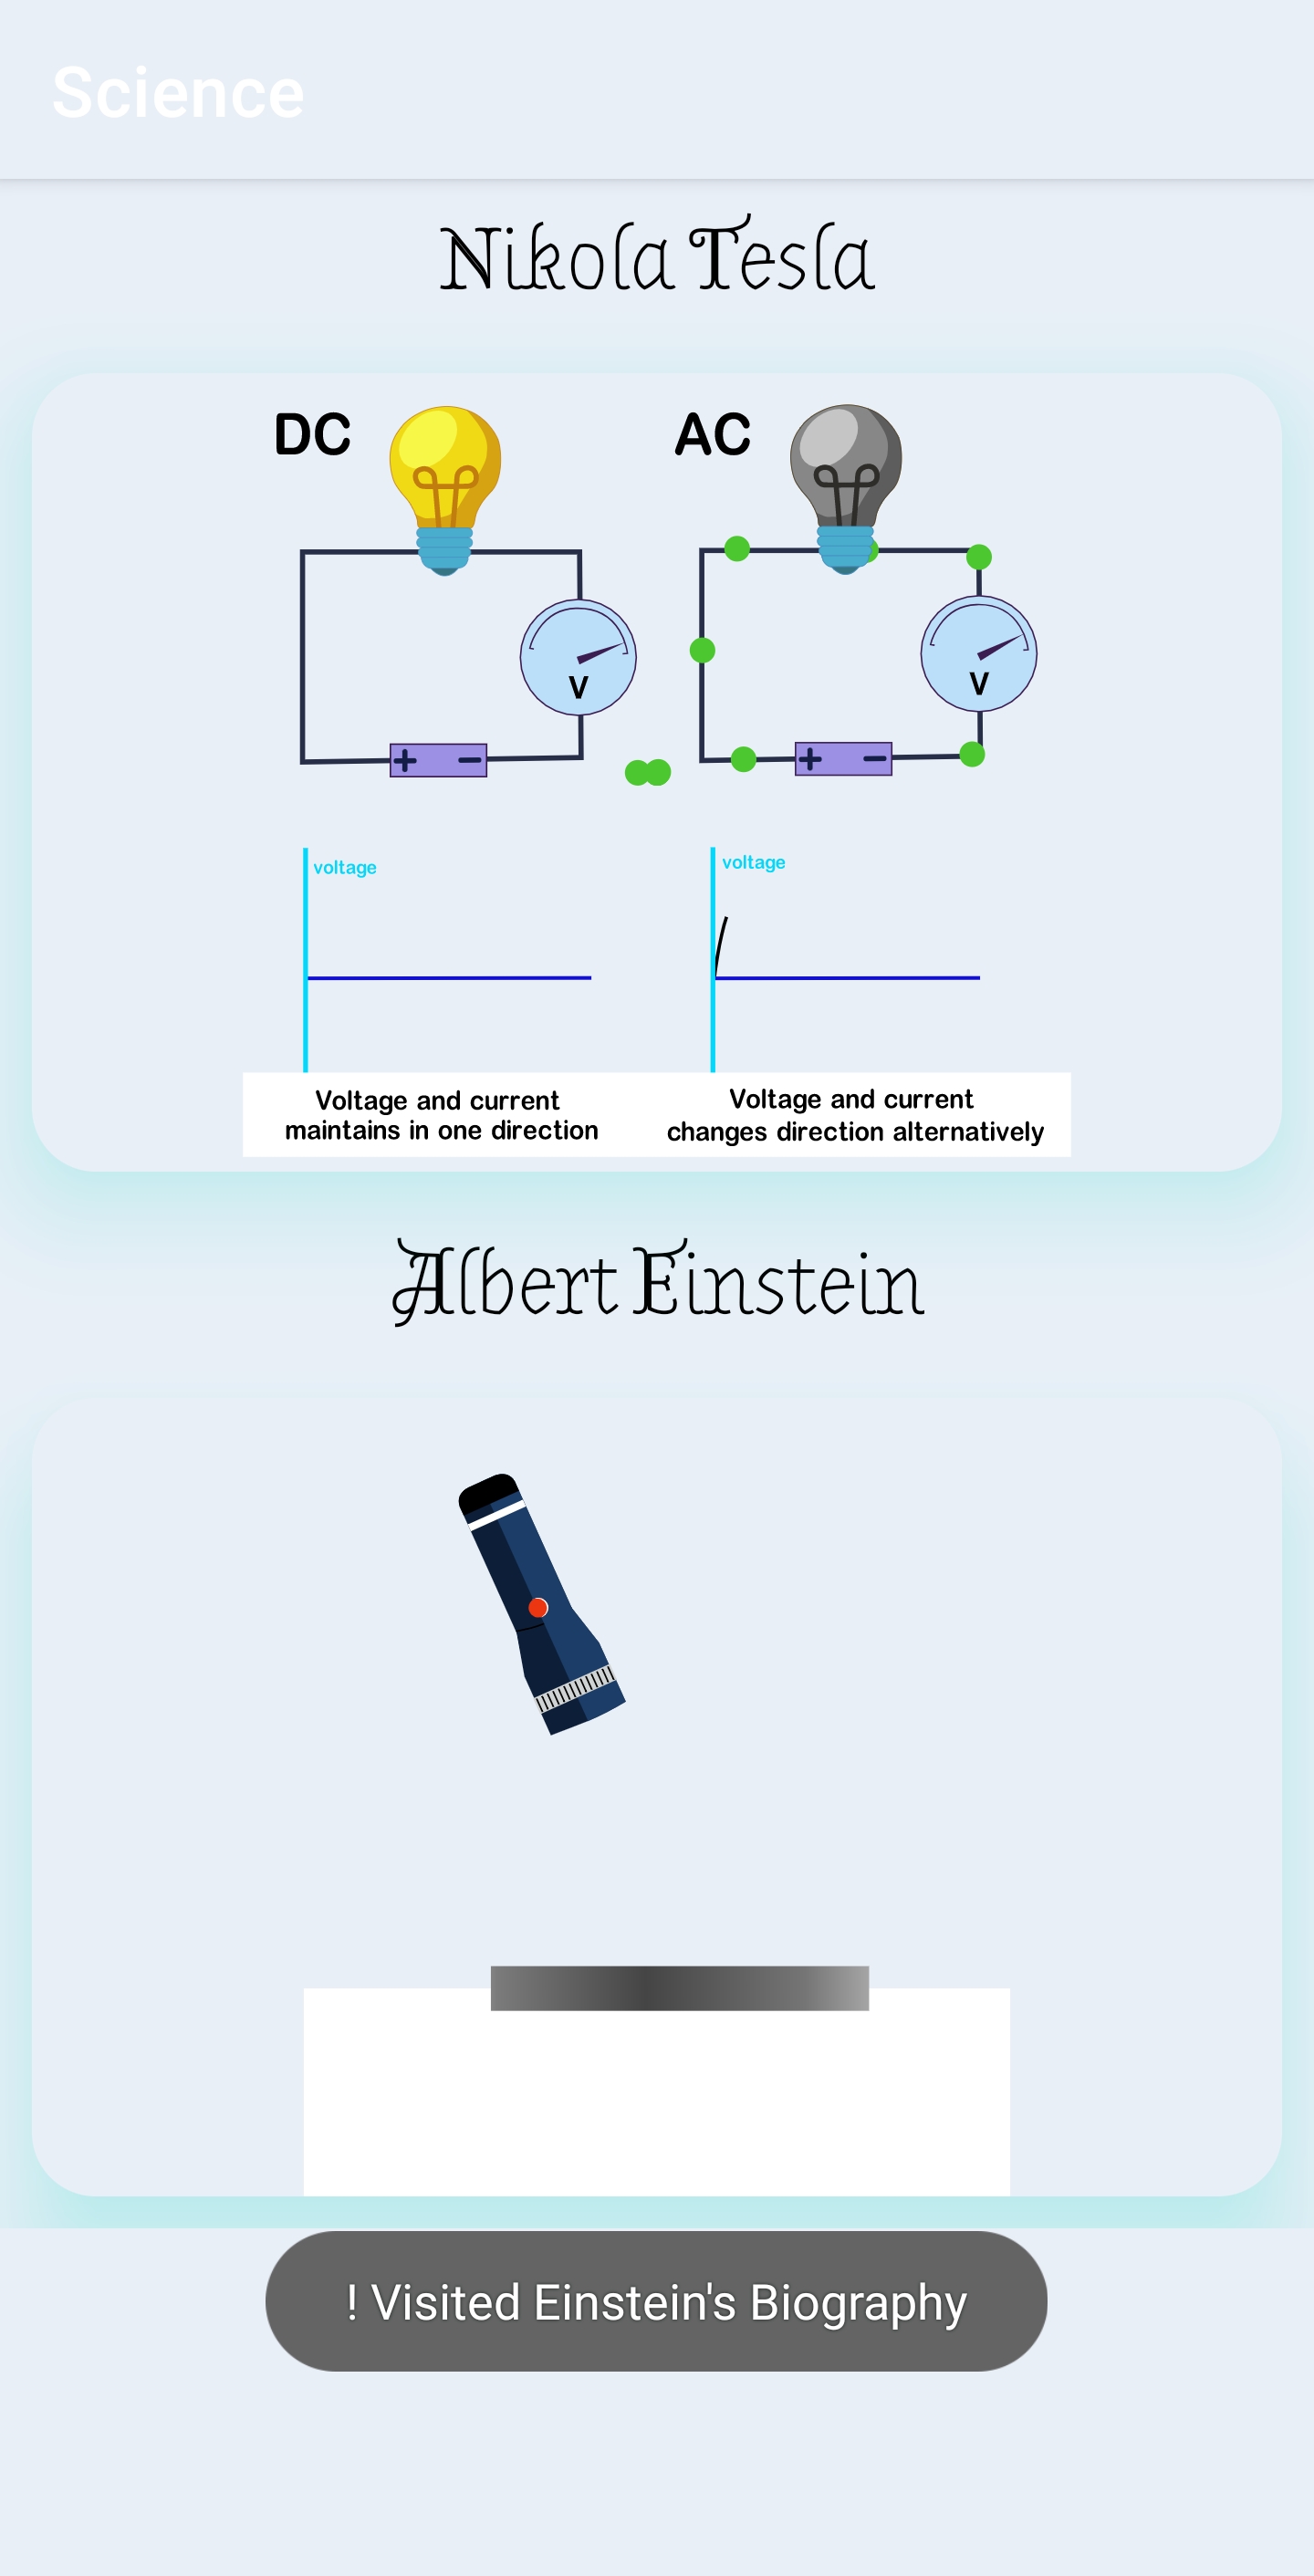 Science
Nikola Tesla
DC
AC
V
V
+ −
+ −
voltage
voltage
Voltage and current
maintains in one direction
Voltage and current
changes direction alternatively
Albert Einstein
! Visited Einstein's Biography